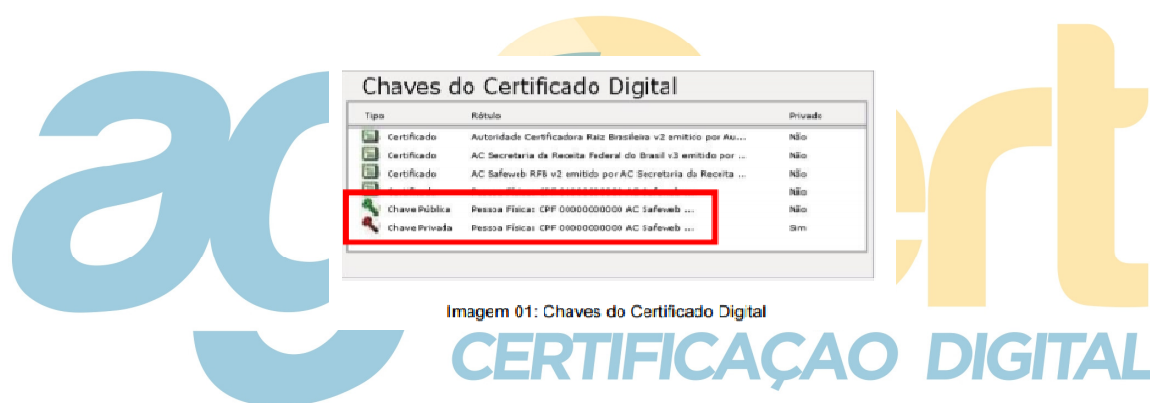 Chaves do Certificado Digital
Tipo Rótulo Privado
Certificado Autoridade Certificadora Raiz Brasileira v2 emitico por Au... Não
Certificado AC Secretaria da Receita Federal do Brasil v3 emitido por ... Não
Certificado AC Safeweb RFB v2 emitido por AC Secretaria da Receita ... Não
Não
Chave Pública Pessoa Física: CPF 00000000000 AC Safeweb ... Não
Chave Privada Pessoa Física: CPF 00000000000 AC Safeweb ... Sim
Imagem 01: Chaves do Certificado Digital
CERTIFICAÇAO DIGITAL